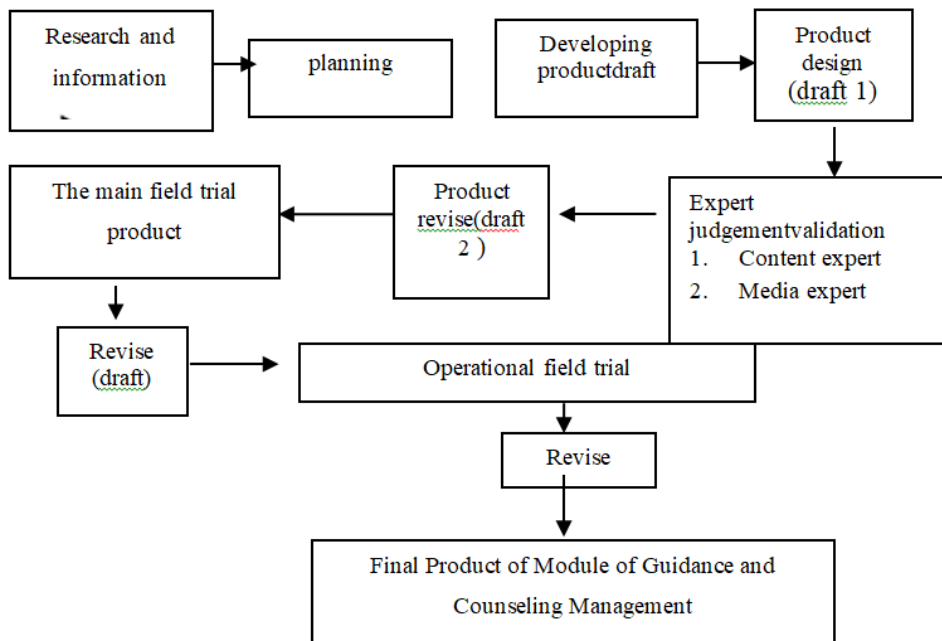 Research and
information
planning
Developing
productdraft
Product
design
(draft 1)
The main field trial
product
Product
revise(draft
2 )
Expert
judgementvalidation
1. Content expert
2. Media expert
Revise
(draft)
Operational field trial
Revise
Final Product of Module of Guidance and
Counseling Management